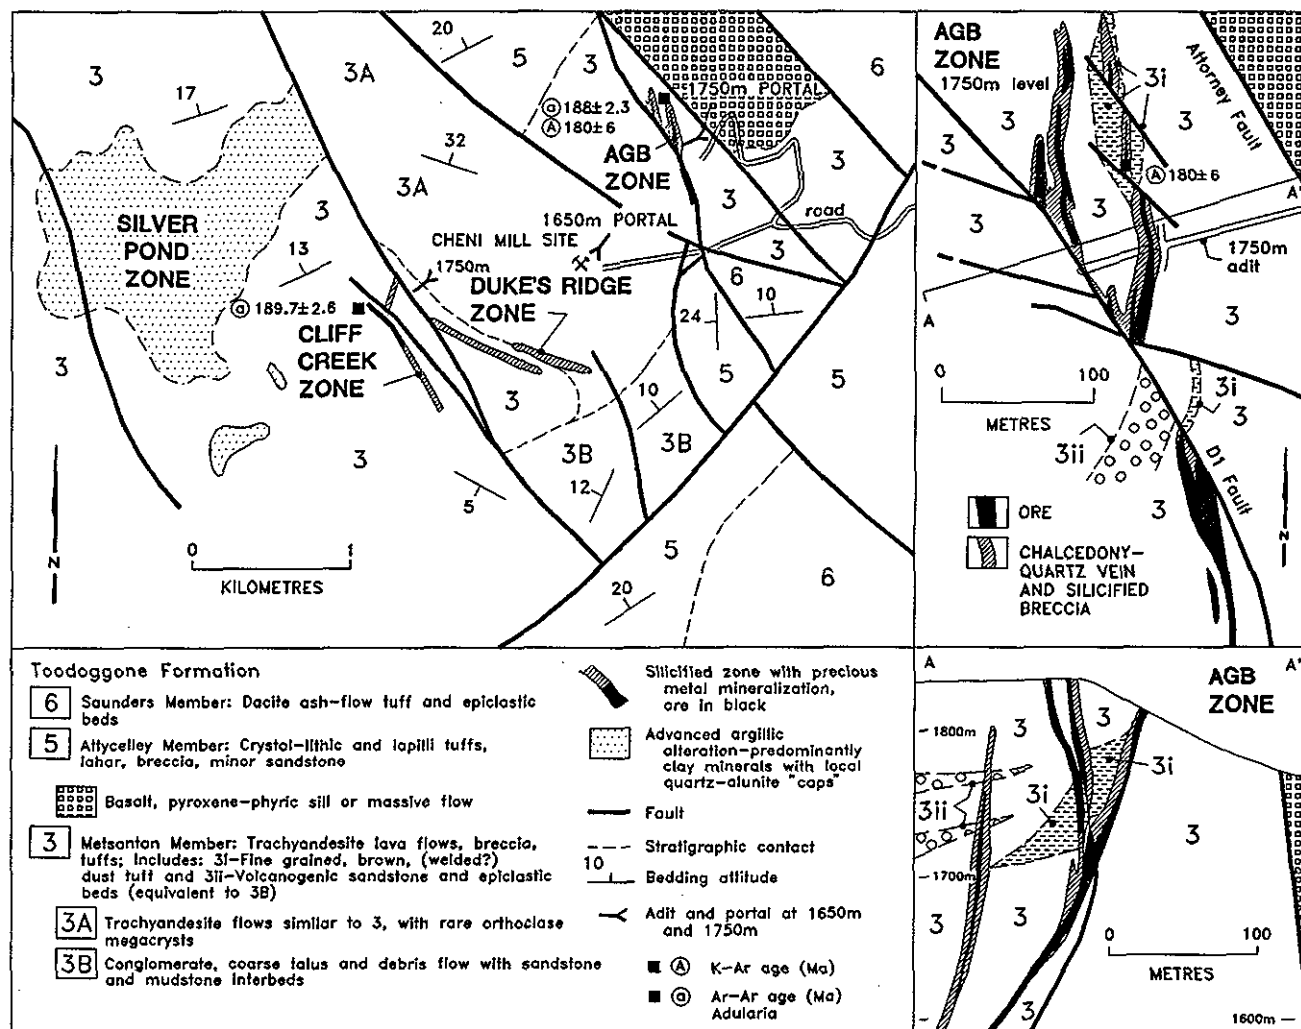 3
17
3A
20
5
3
6
1750m PORTAL
ⓐ 188± 2.3
Ⓐ 180±6
AGB
ZONE
32
3A
3
3
3
1650m PORTAL
road
SILVER
POND
ZONE
CHENI MILL SITE
13
1750m
DUKE'S RIDGE
ZONE
3
6
10
24
ⓐ 189.7±2.6
CLIFF
CREEK
ZONE
3
3
5
5
10
3B
3B
3
12
5
5
6
20
N
0 1
KILOMETRES
AGB
ZONE
1750m level
3i
Attorney Fault
3
3
3
Ⓐ 180±6
A'
3
3
1750m
adit
A
3
0 100
METRES
3i
3
3ii
D1 Fault
3
ORE
CHALCEDONY-
QUARTZ VEIN
AND SILICIFIED
BRECCIA
N
Toodoggone Formation
6 Saunders Member: Dacite ash-flow tuff and epiclastic
beds
5 Attycelley Member: Crystal-lithic and lapilli tuffs,
lahar, breccia, minor sandstone
Basalt, pyroxene-phyric sill or massive flow
3 Metsantan Member: Trachyandesite lava flows, breccia,
tuffs; Includes: 3i-Fine grained, brown, (welded?)
dust tuff and 3ii-Volcanogenic sandstone and epiclastic
beds (equivalent to 3B)
3A Trachyandesite flows similar to 3, with rare orthoclase
megacrysts
3B Conglomerate, coarse talus and debris flow with sandstone
and mudstone interbeds
Silicified zone with precious
metal mineralization,
ore in black
Advanced argillic
alteration-predominantly
clay minerals with local
quartz-alunite "caps"
Fault
Stratigraphic contact
10
Bedding attitude
Adit and portal at 1650m
and 1750m
Ⓐ K-Ar age (Ma)
ⓐ Ar-Ar age (Ma)
Adularia
A A'
AGB
ZONE
3
3
-1800m
3i
3ii
3i
3
-1700m
3
3
0 100
METRES
3
1600m -